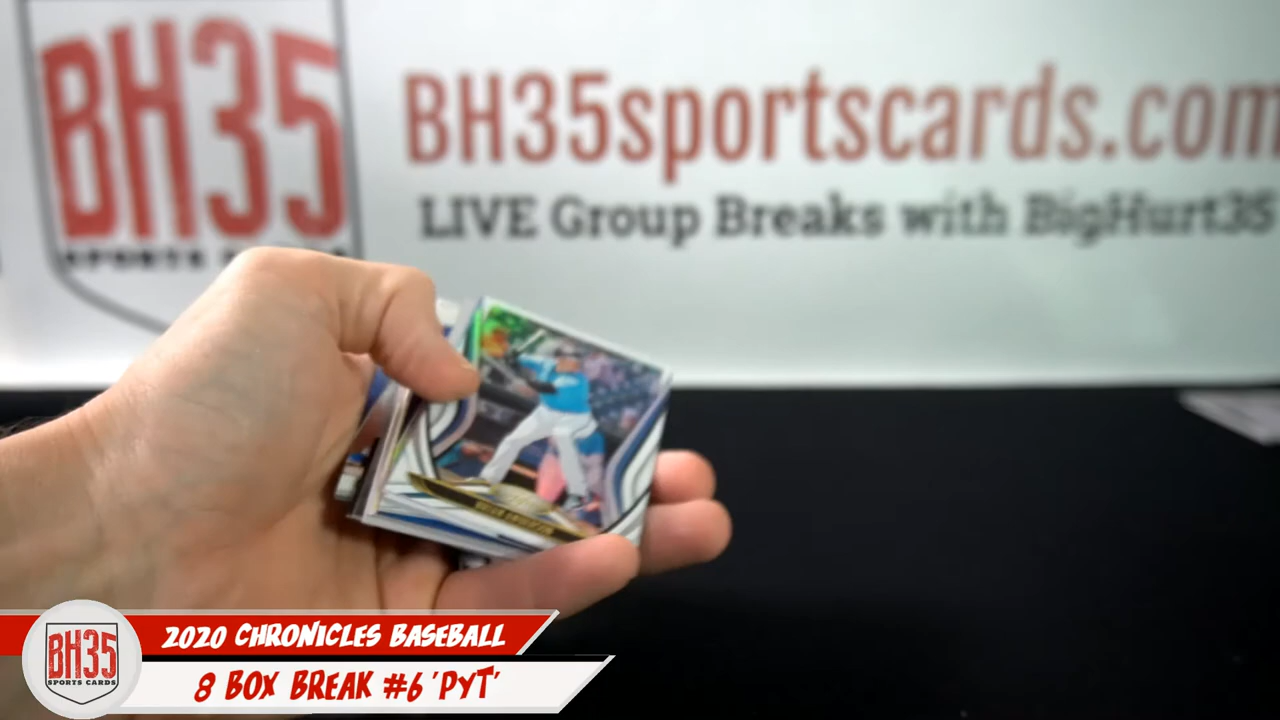 BH35
SPORTS CARDS
BH35sportscards.com
LIVE Group Breaks with BigHurt35
2020 CHRONICLES BASEBALL
8 BOX BREAK #6 'PYT'
BH35
SPORTS CARDS